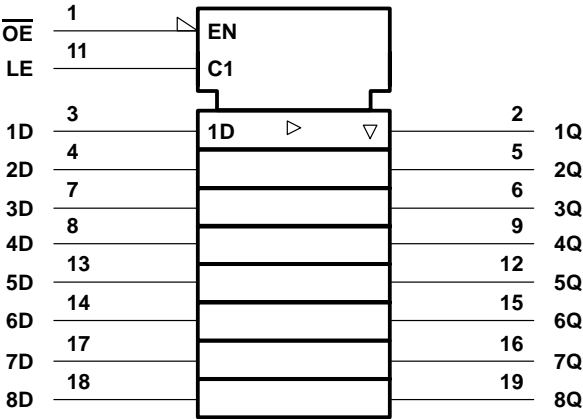 1
OE EN
11
LE C1
3 2
1D 1D 1Q
4 5
2D 2Q
7 6
3D 3Q
8 9
4D 4Q
13 12
5D 5Q
14 15
6D 6Q
17 16
7D 7Q
18 19
8D 8Q